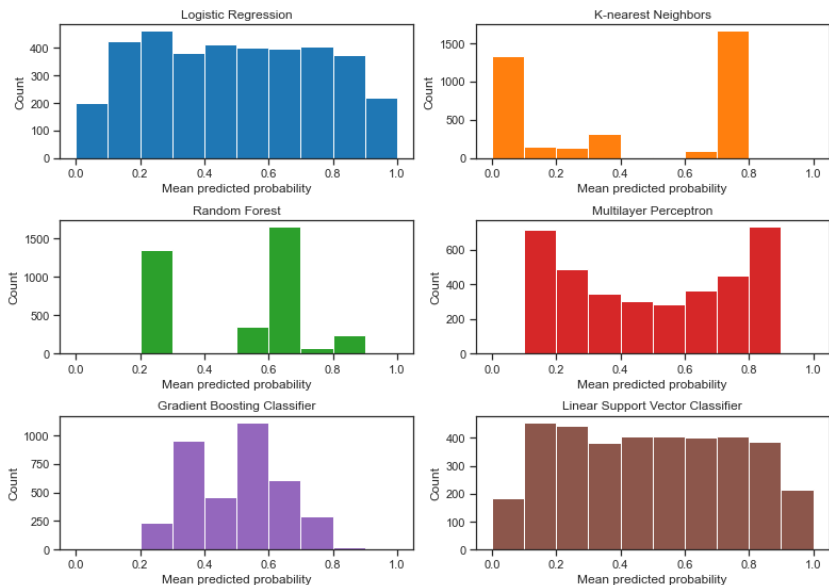 Logistic Regression
Count
400
300
200
100
0
0.0 0.2 0.4 0.6 0.8 1.0
Mean predicted probability
K-nearest Neighbors
Count
1500
1000
500
0
0.0 0.2 0.4 0.6 0.8 1.0
Mean predicted probability
Random Forest
Count
1500
1000
500
0
0.0 0.2 0.4 0.6 0.8 1.0
Mean predicted probability
Multilayer Perceptron
Count
600
400
200
0
0.0 0.2 0.4 0.6 0.8 1.0
Mean predicted probability
Gradient Boosting Classifier
Count
1000
750
500
250
0
0.0 0.2 0.4 0.6 0.8 1.0
Mean predicted probability
Linear Support Vector Classifier
Count
400
300
200
100
0
0.0 0.2 0.4 0.6 0.8 1.0
Mean predicted probability